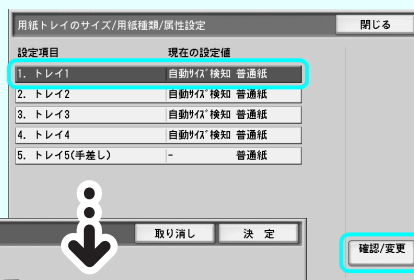 用紙トレイのサイズ/用紙種類/属性設定 閉じる
設定項目 現在の設定値
1. トレイ1 自動ｻｲｽﾞ検知 普通紙
2. トレイ2 自動ｻｲｽﾞ検知 普通紙
3. トレイ3 自動ｻｲｽﾞ検知 普通紙
4. トレイ4 自動ｻｲｽﾞ検知 普通紙
5. トレイ5(手差し) - 普通紙
確認/変更
取り消し 決 定